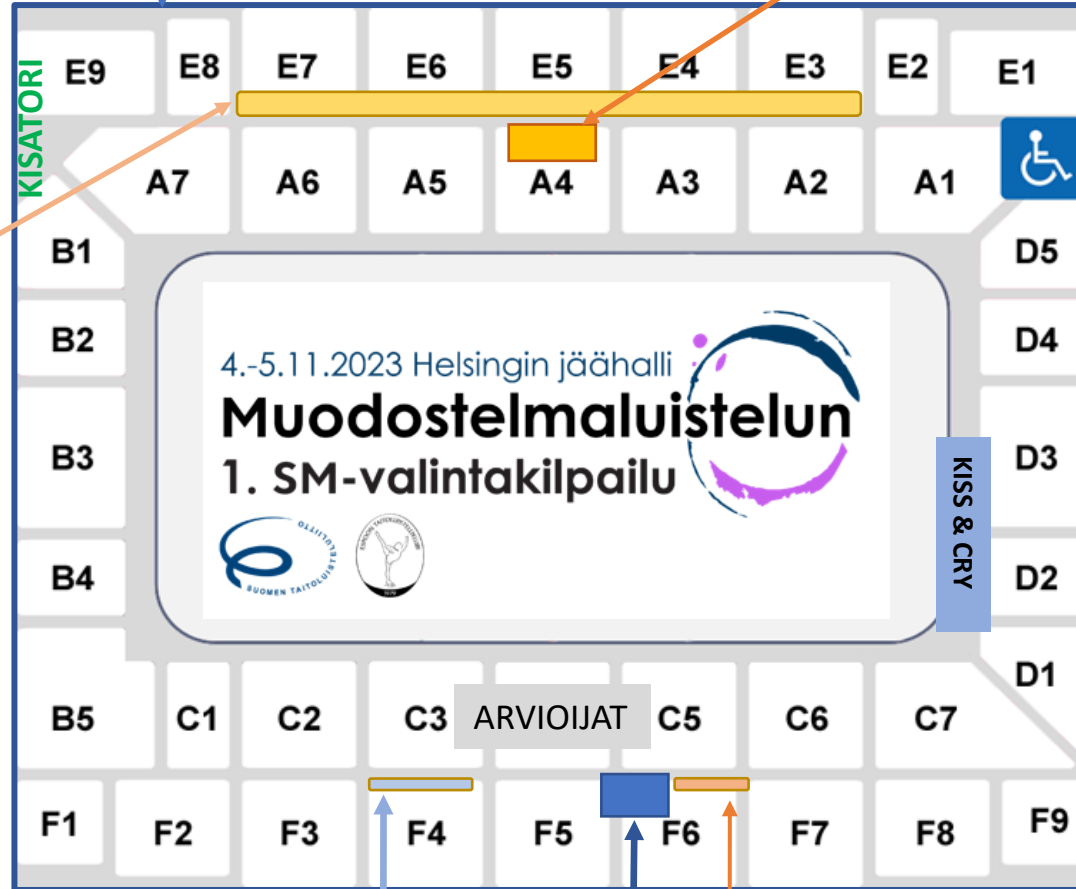 E9 E8 E7 E6 E5 E4 E3 E2 E1
KISATORI
A7 A6 A5 A4 A3 A2 A1
B1 D5
B2 D4
4.-5.11.2023 Helsingin jäähalli
Muodostelmaluistelun
B3 D3
1. SM-valintakilpailu
KISS & CRY
SUOMEN TAITOLUISTELULIITTO
ESPOON TAITOLUISTELUKLUBI
B4 D2
D1
B5 C1 C2 C3 ARVIOIJAT C5 C6 C7
F1 F2 F3 F4 F5 F6 F7 F8 F9